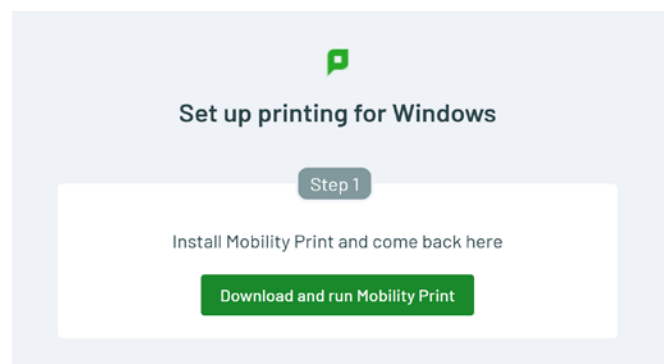 Set up printing for Windows
Step 1
Install Mobility Print and come back here
Download and run Mobility Print